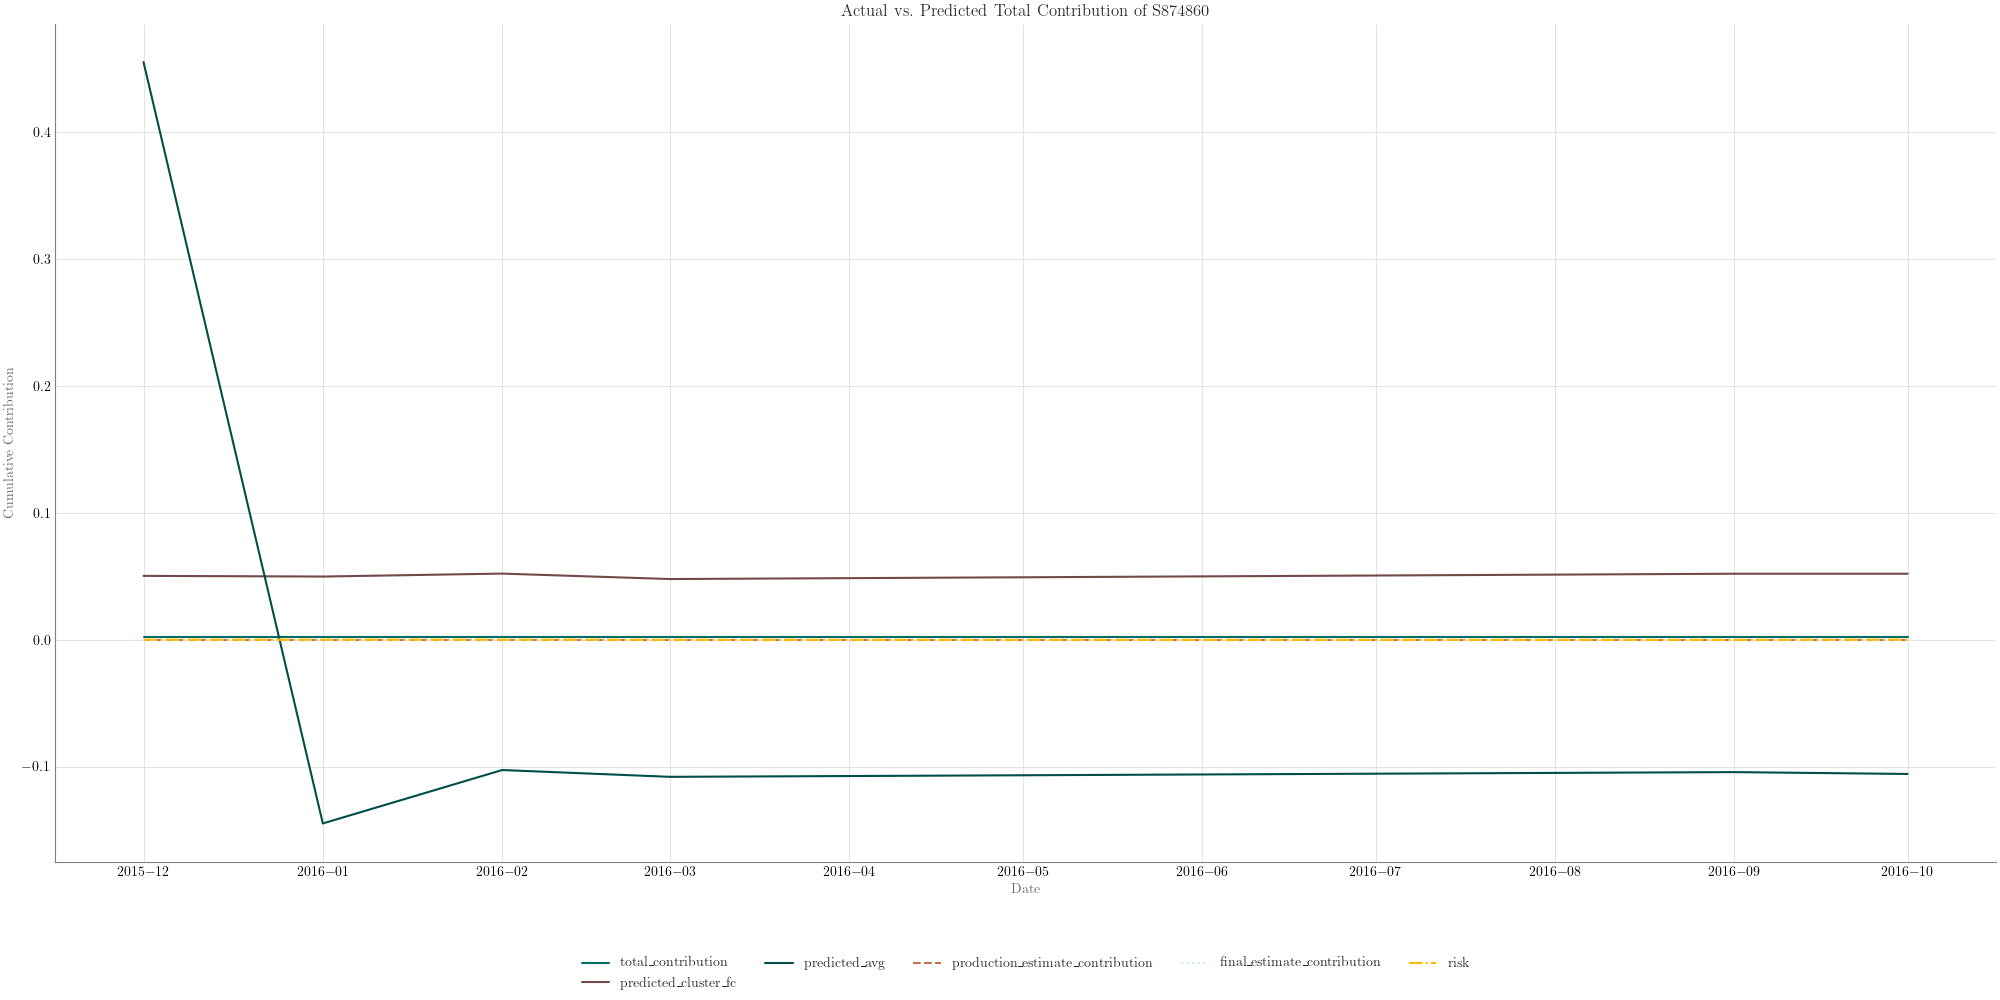 Actual vs. Predicted Total Contribution of S874860
Cumulative Contribution
0.4
0.3
0.2
0.1
0.0
−0.1
2015−12 2016−01 2016−02 2016−03 2016−04 2016−05 2016−06 2016−07 2016−08 2016−09 2016−10
Date
total_contribution predicted_avg production_estimate_contribution final_estimate_contribution risk
predicted_cluster_fc